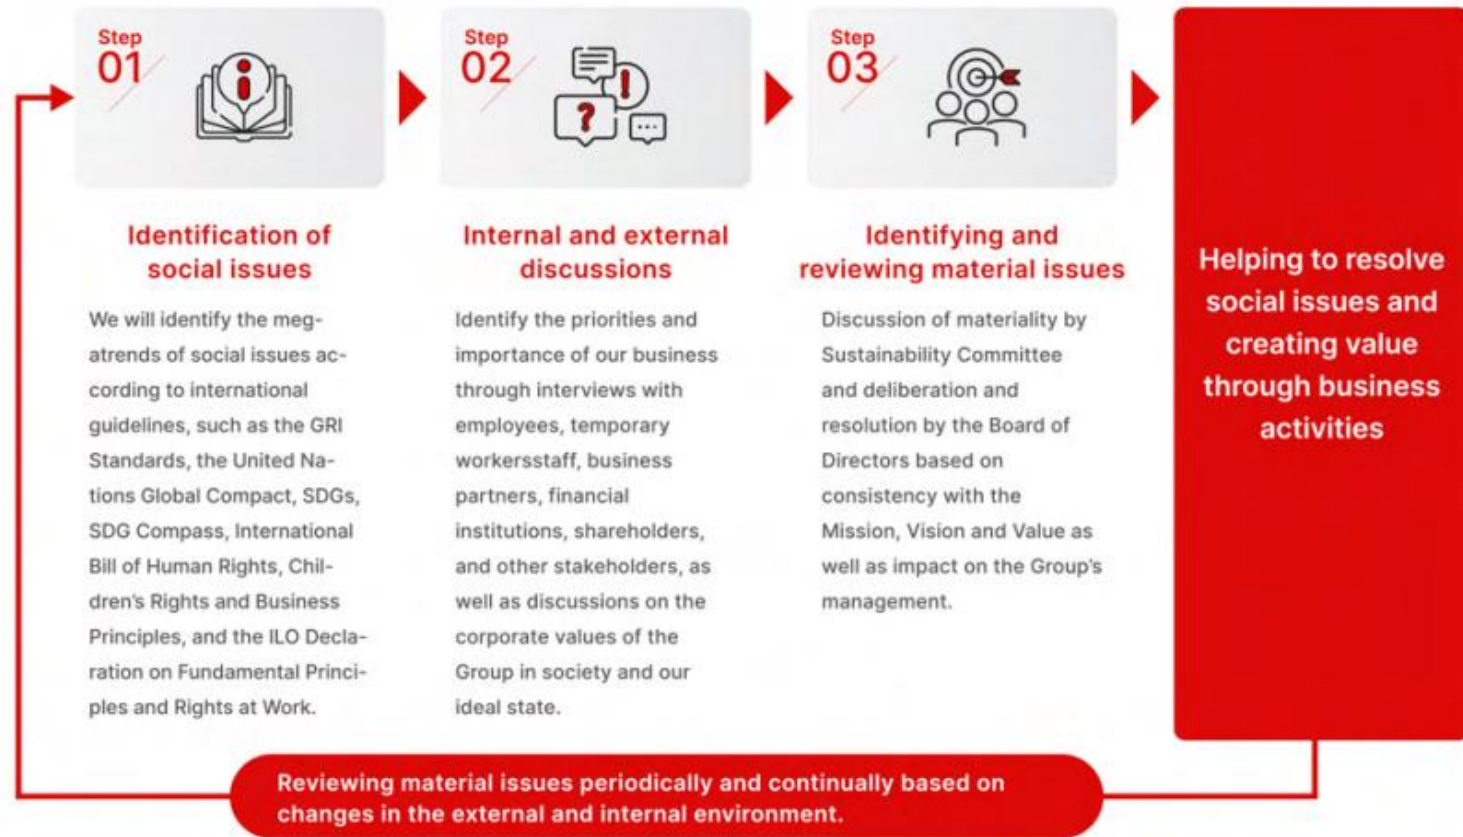 Step
01
Identification of
social issues
We will identify the meg-
atrends of social issues ac-
cording to international
guidelines, such as the GRI
Standards, the United Na-
tions Global Compact, SDGs,
SDG Compass, International
Bill of Human Rights, Chil-
dren's Rights and Business
Principles, and the ILO Decla-
ration on Fundamental Princi-
ples and Rights at Work.
Step
02
Internal and external
discussions
Identify the priorities and
importance of our business
through interviews with
employees, temporary
workersstaff, business
partners, financial
institutions, shareholders,
and other stakeholders, as
well as discussions on the
corporate values of the
Group in society and our
ideal state.
Step
03
Identifying and
reviewing material issues
Discussion of materiality by
Sustainability Committee
and deliberation and
resolution by the Board of
Directors based on
consistency with the
Mission, Vision and Value as
well as impact on the Group's
management.
Helping to resolve
social issues and
creating value
through business
activities
Reviewing material issues periodically and continually based on
changes in the external and internal environment.